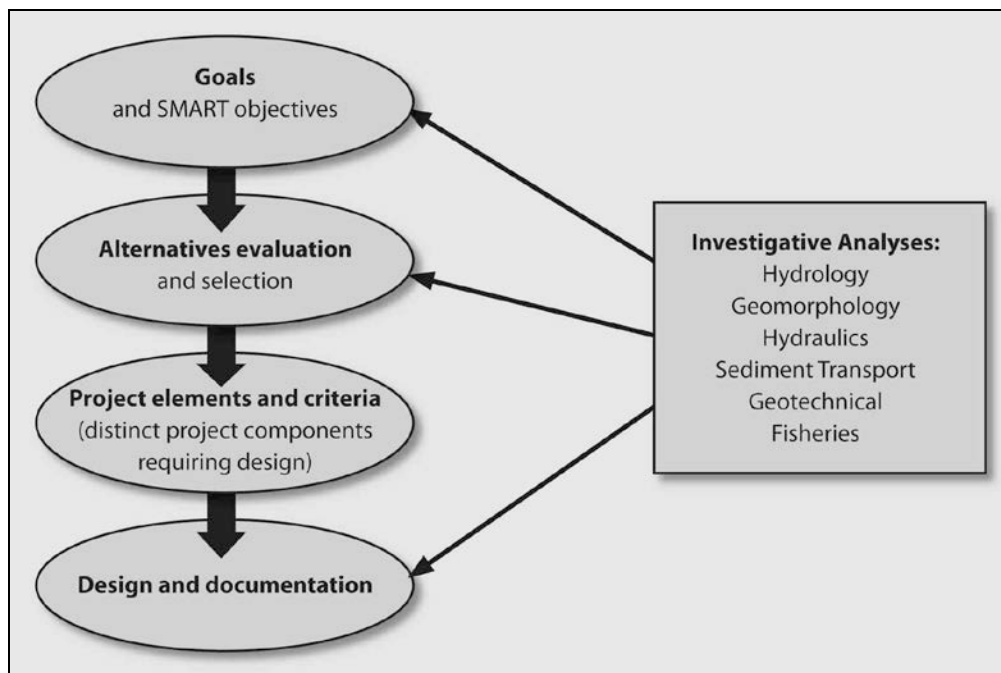 Goals
and SMART objectives
Alternatives evaluation
and selection
Project elements and criteria
(distinct project components
requiring design)
Design and documentation
Investigative Analyses:
Hydrology
Geomorphology
Hydraulics
Sediment Transport
Geotechnical
Fisheries